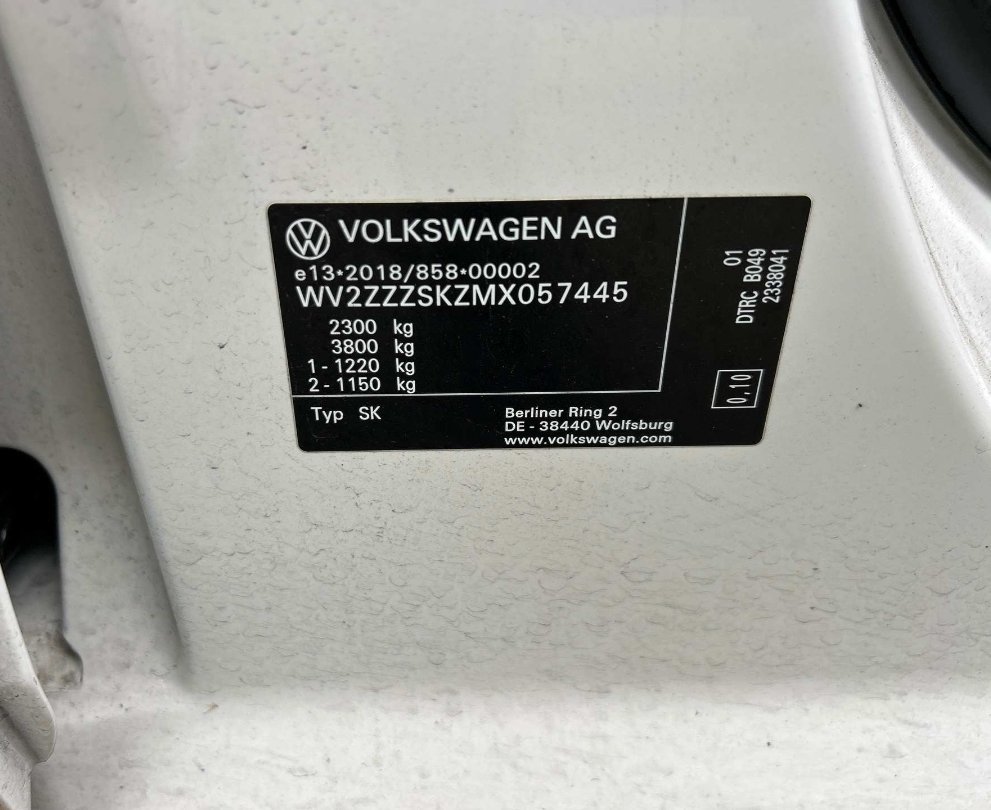 VOLKSWAGEN AG
e13*2018/858*00002
WV2ZZZSKZMX057445
2300 kg
3800 kg
1 - 1220 kg
2 - 1150 kg
Typ SK
Berliner Ring 2
DE - 38440 Wolfsburg
www.volkswagen.com
01
DTRC B049
2338041
0,10